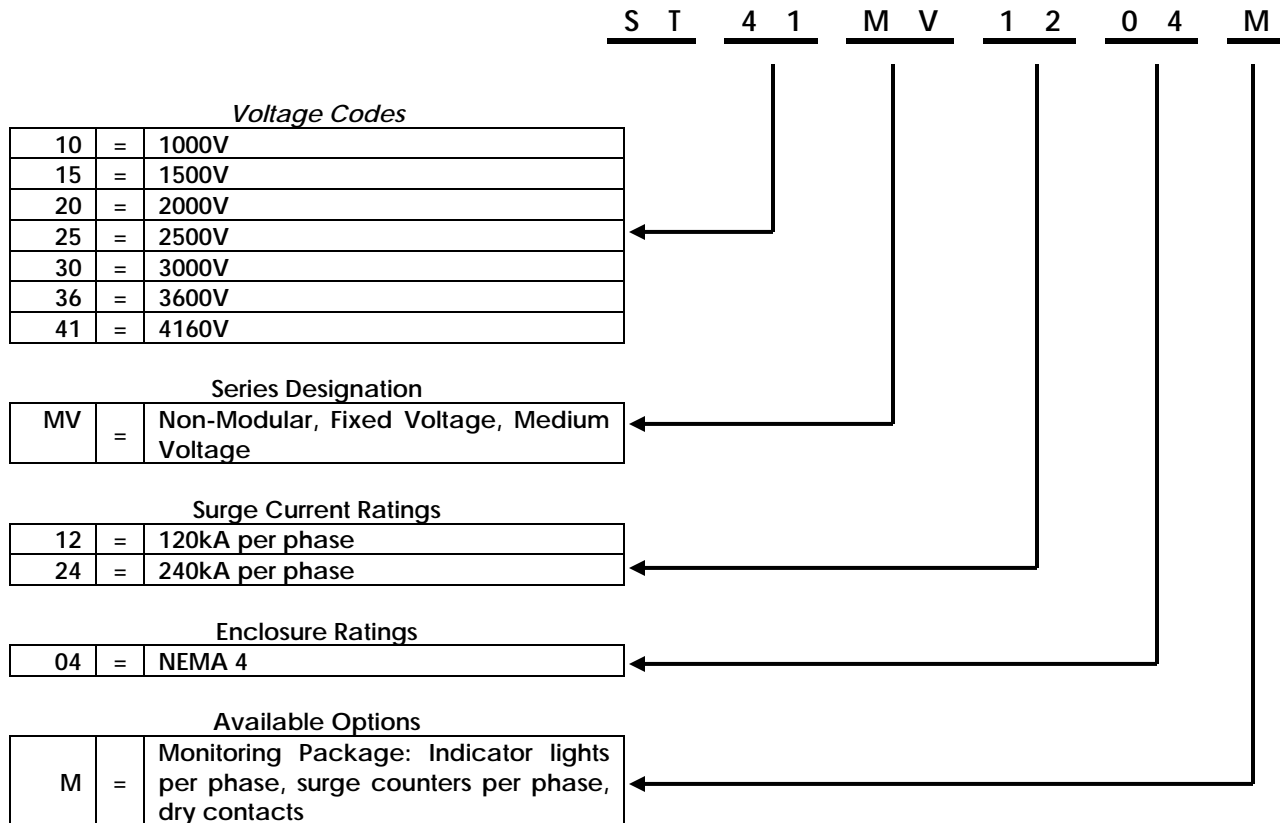 S T 4 1 M V 1 2 0 4 M
Voltage Codes
10 = 1000V
15 = 1500V
20 = 2000V
25 = 2500V
30 = 3000V
36 = 3600V
41 = 4160V
Series Designation
MV = Non-Modular, Fixed Voltage, Medium
Voltage
Surge Current Ratings
12 = 120kA per phase
24 = 240kA per phase
Enclosure Ratings
04 = NEMA 4
Available Options
Monitoring Package: Indicator lights
M = per phase, surge counters per phase,
dry contacts